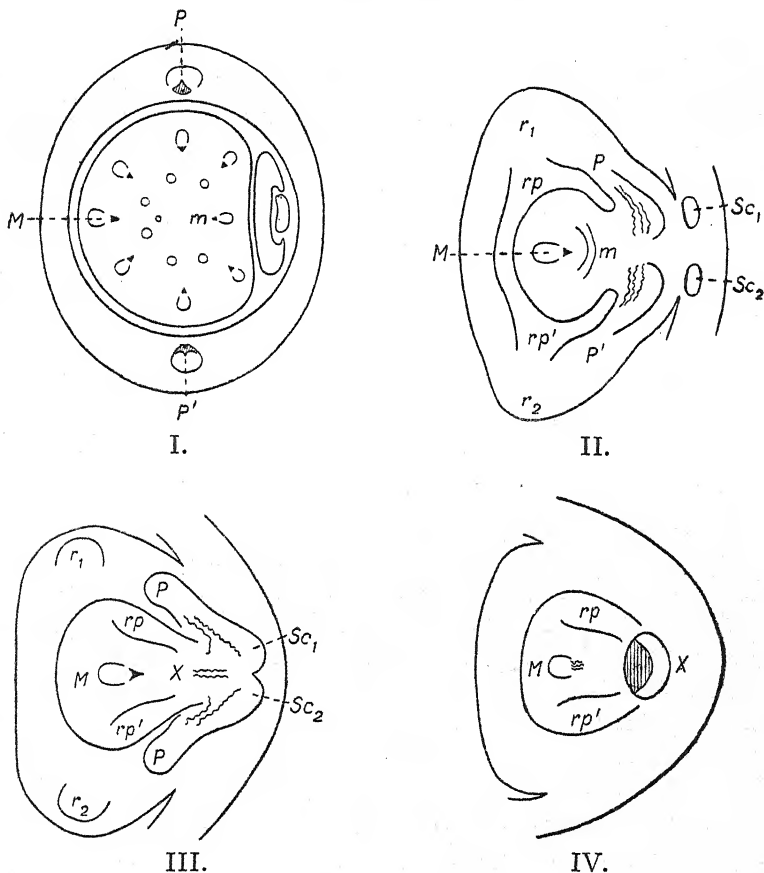 P
M
m
P'
I.
r1
P
rp
M
m
Sc1
Sc2
rp'
P'
r2
II.
r1
P
rp
Sc1
M
X
Sc2
rp'
P
r2
III.
rp
M
X
rp'
IV.